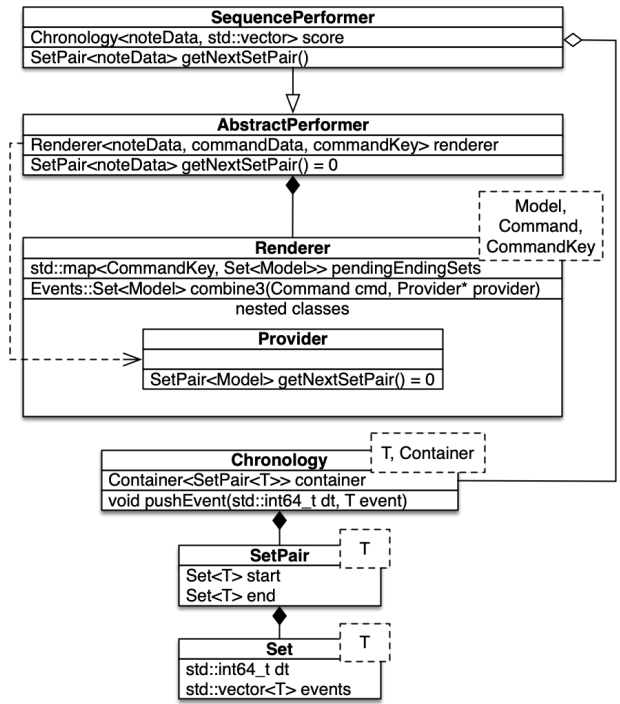 SequencePerformer
Chronology<noteData, std::vector> score
SetPair<noteData> getNextSetPair()
AbstractPerformer
Renderer<noteData, commandData, commandKey> renderer
SetPair<noteData> getNextSetPair() = 0
Model,
Command,
CommandKey
Renderer
std::map<CommandKey, Set<Model>> pendingEndingSets
Events::Set<Model> combine3(Command cmd, Provider* provider)
nested classes
Provider
SetPair<Model> getNextSetPair() = 0
T, Container
Chronology
Container<SetPair<T>> container
void pushEvent(std::int64_t dt, T event)
T
SetPair
Set<T> start
Set<T> end
T
Set
std::int64_t dt
std::vector<T> events